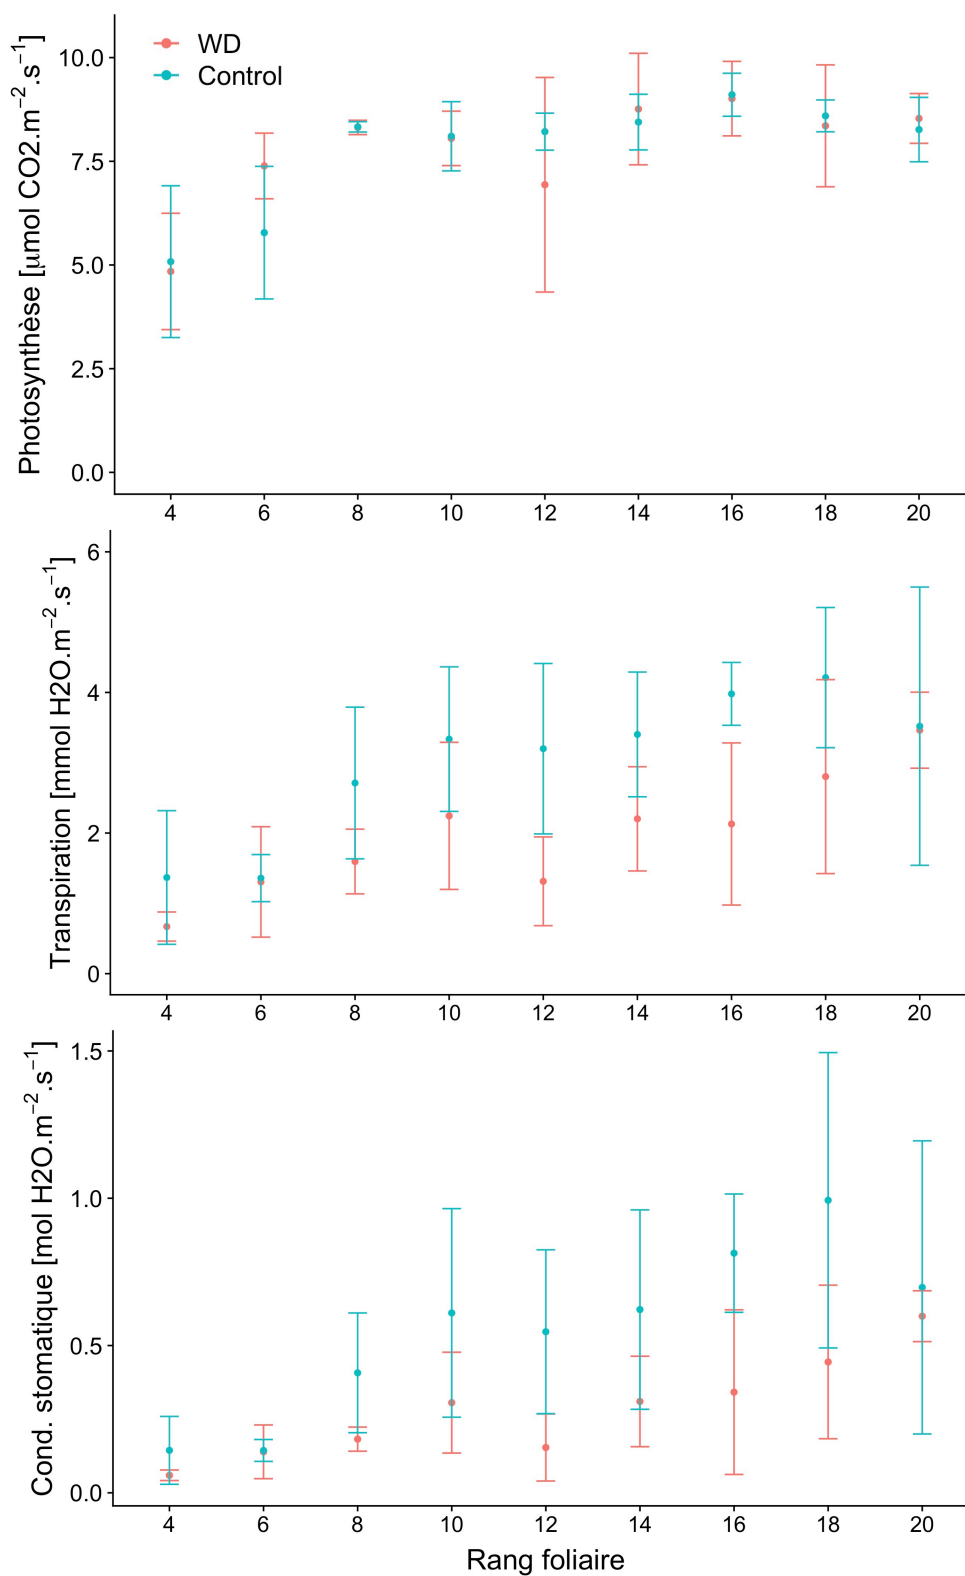 WD
Control
Photosynthèse [μmol CO2.m⁻².s⁻¹]
10.0
7.5
5.0
2.5
0.0
4 6 8 10 12 14 16 18 20
Transpiration [mmol H2O.m⁻².s⁻¹]
6
4
2
0
4 6 8 10 12 14 16 18 20
Cond. stomatique [mol H2O.m⁻².s⁻¹]
1.5
1.0
0.5
0.0
4 6 8 10 12 14 16 18 20
Rang foliaire